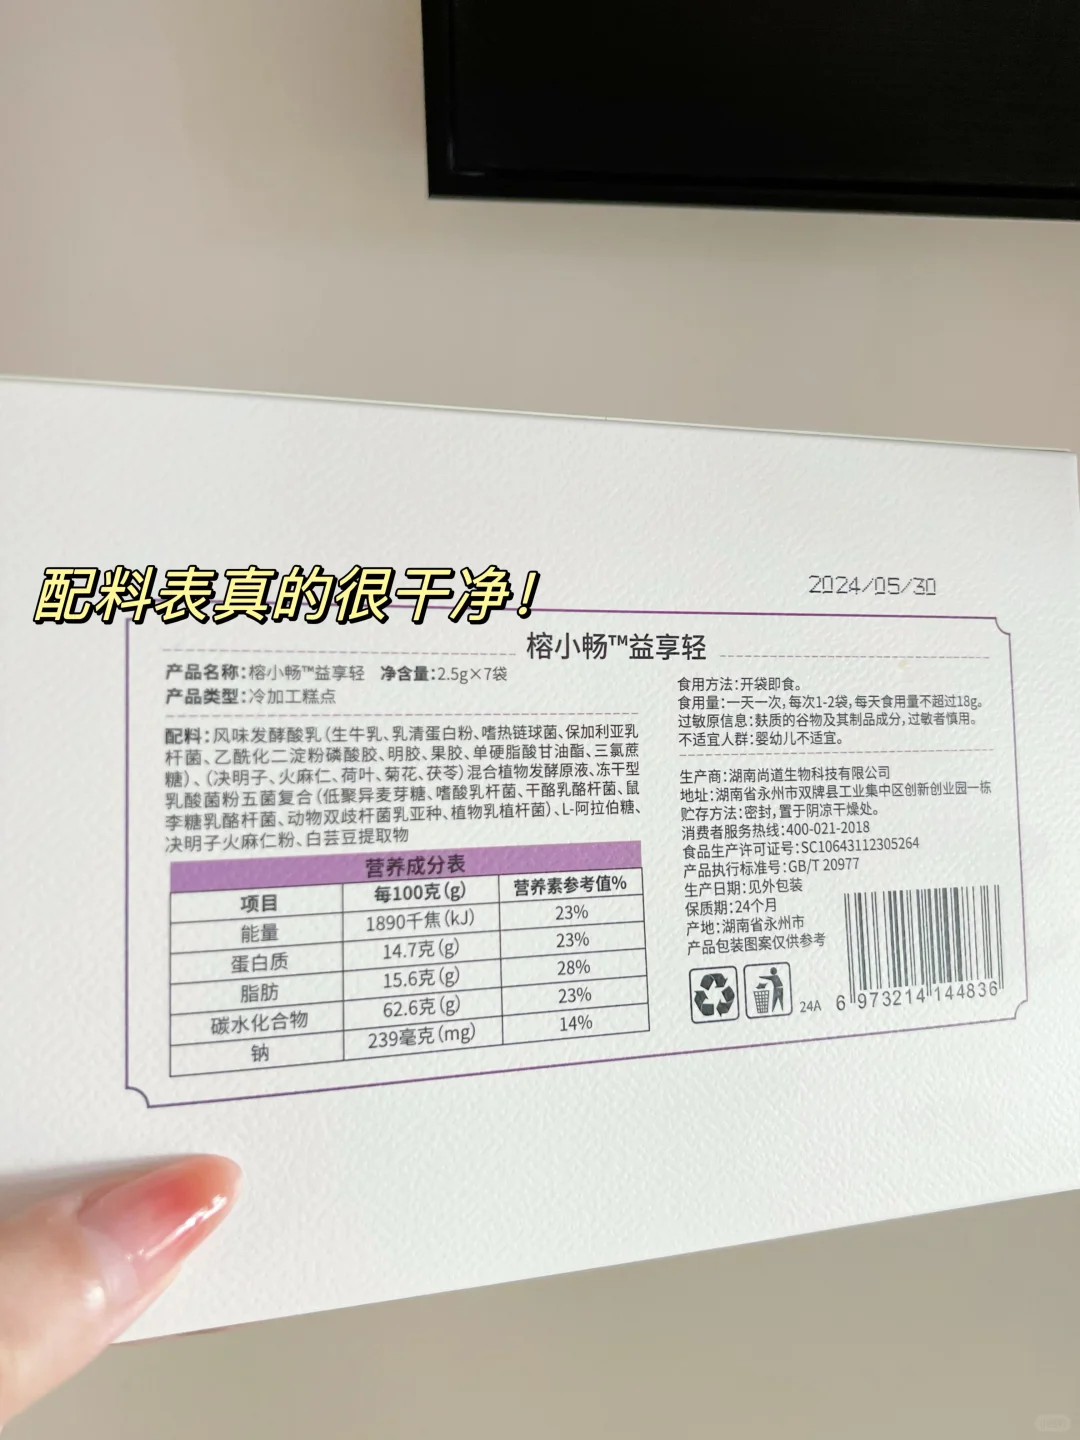 配料表真的很干净！
2024/05/30
榕小畅™益享轻
产品名称：榕小畅™益享轻 净含量：2.5g×7袋
产品类型：冷加工糕点
配料：风味发酵酸乳（生牛乳、乳清蛋白粉、嗜热链球菌、保加利亚乳
杆菌、乙酰化二淀粉磷酸胶、明胶、果胶、单硬脂酸甘油酯、三氯蔗
糖）、（决明子、火麻仁、荷叶、菊花、茯苓）混合植物发酵原液、冻干型
乳酸菌粉五菌复合（低聚异麦芽糖、嗜酸乳杆菌、干酪乳酪杆菌、鼠
李糖乳酪杆菌、动物双歧杆菌乳亚种、植物乳植杆菌）、L-阿拉伯糖、
决明子火麻仁粉、白芸豆提取物
营养成分表
项目 每100克(g) 营养素参考值%
能量 1890千焦(kJ) 23%
蛋白质 14.7克(g) 23%
脂肪 15.6克(g) 28%
碳水化合物 62.6克(g) 23%
钠 239毫克(mg) 14%
食用方法：开袋即食。
食用量：一天一次，每次1-2袋，每天食用量不超过18g。
过敏原信息：麸质的谷物及其制品成分，过敏者慎用。
不适宜人群：婴幼儿不适宜。
生产商：湖南尚道生物科技有限公司
地址：湖南省永州市双牌县工业集中区创新创业园一栋
贮存方法：密封，置于阴凉干燥处。
消费者服务热线：400-021-2018
食品生产许可证号：SC10643112305264
产品执行标准号：GB/T 20977
生产日期：见外包装
保质期：24个月
产地：湖南省永州市
产品包装图案仅供参考
24A
6 973214 144836